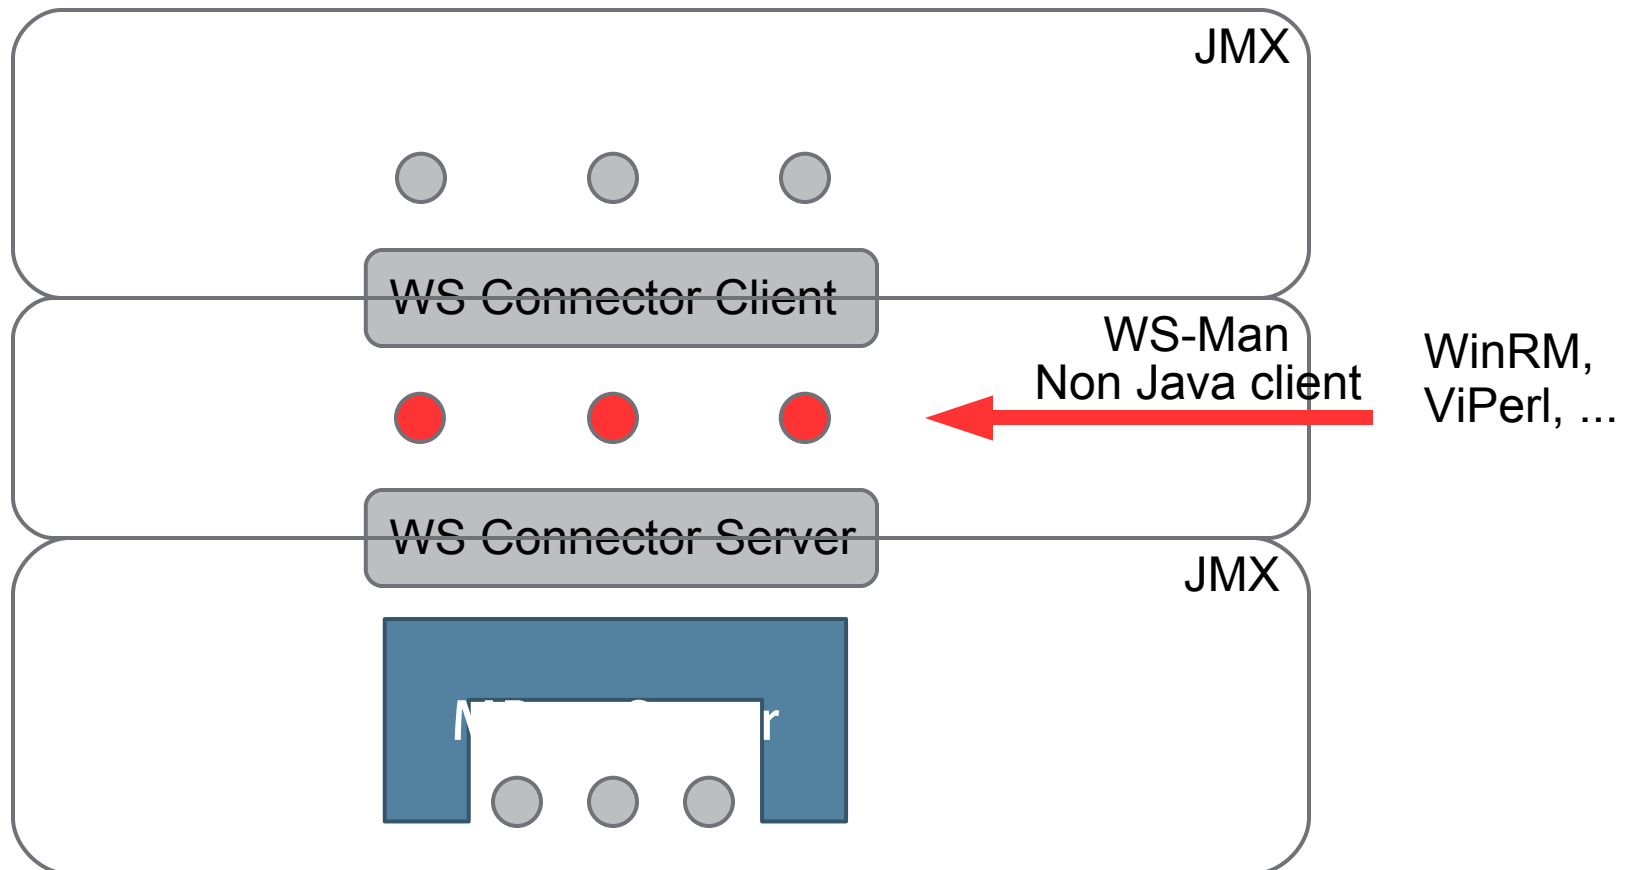 JMX
WS Connector Client
WS-Man
Non Java client
WinRM,
ViPerl, ...
WS Connector Server
JMX